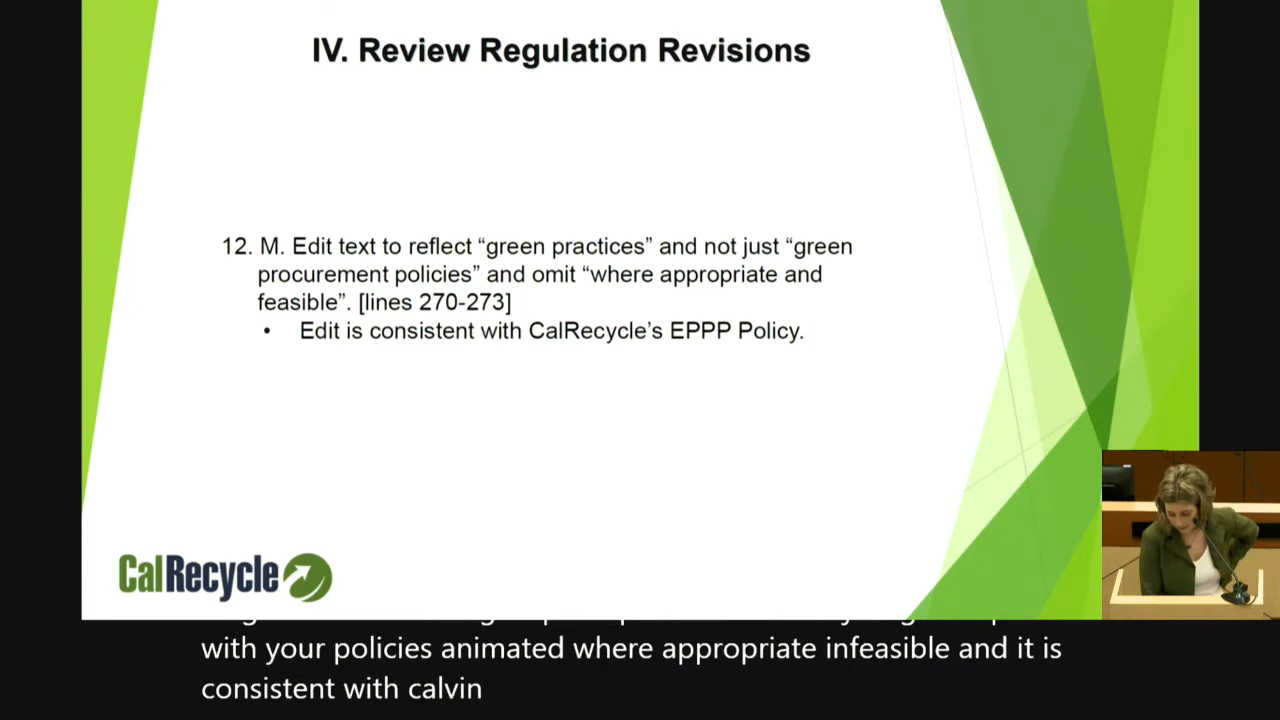 IV. Review Regulation Revisions
12. M. Edit text to reflect “green practices” and not just “green
procurement policies” and omit “where appropriate and
feasible”. [lines 270-273]
• Edit is consistent with CalRecycle’s EPPP Policy.
CalRecycle
with your policies animated where appropriate infeasible and it is
consistent with calvin